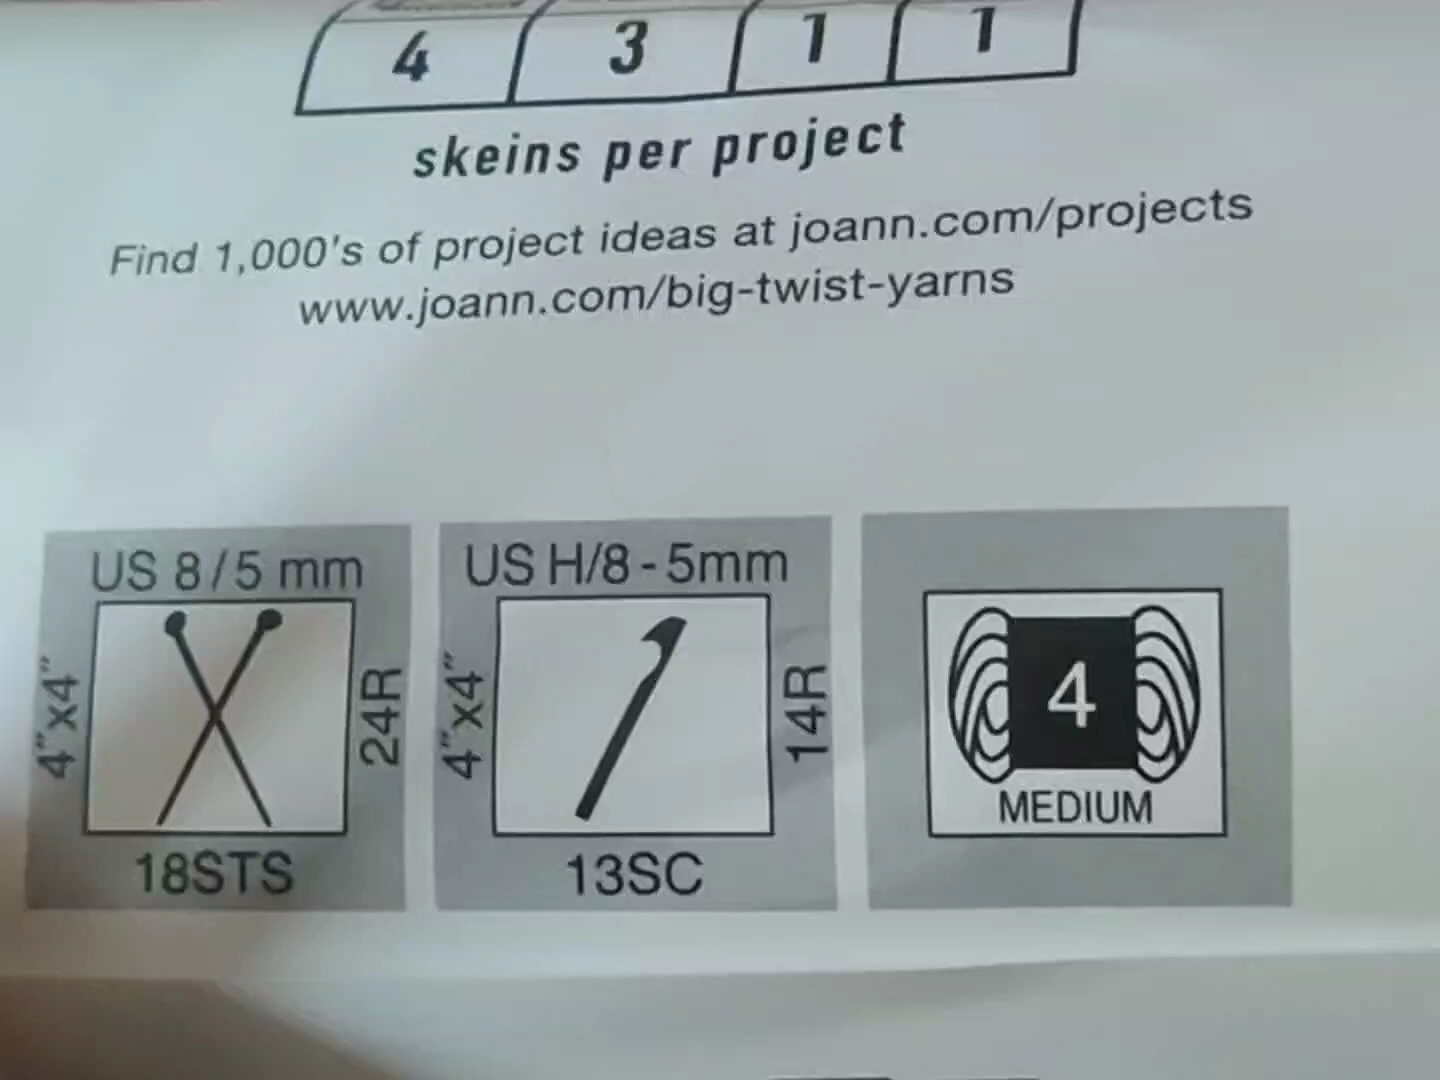 4 3 1 1
skeins per project
Find 1,000's of project ideas at joann.com/projects
www.joann.com/big-twist-yarns
US 8/5 mm
4"x4"
24R
18STS
US H/8-5mm
4"x4"
14R
13SC
4
MEDIUM